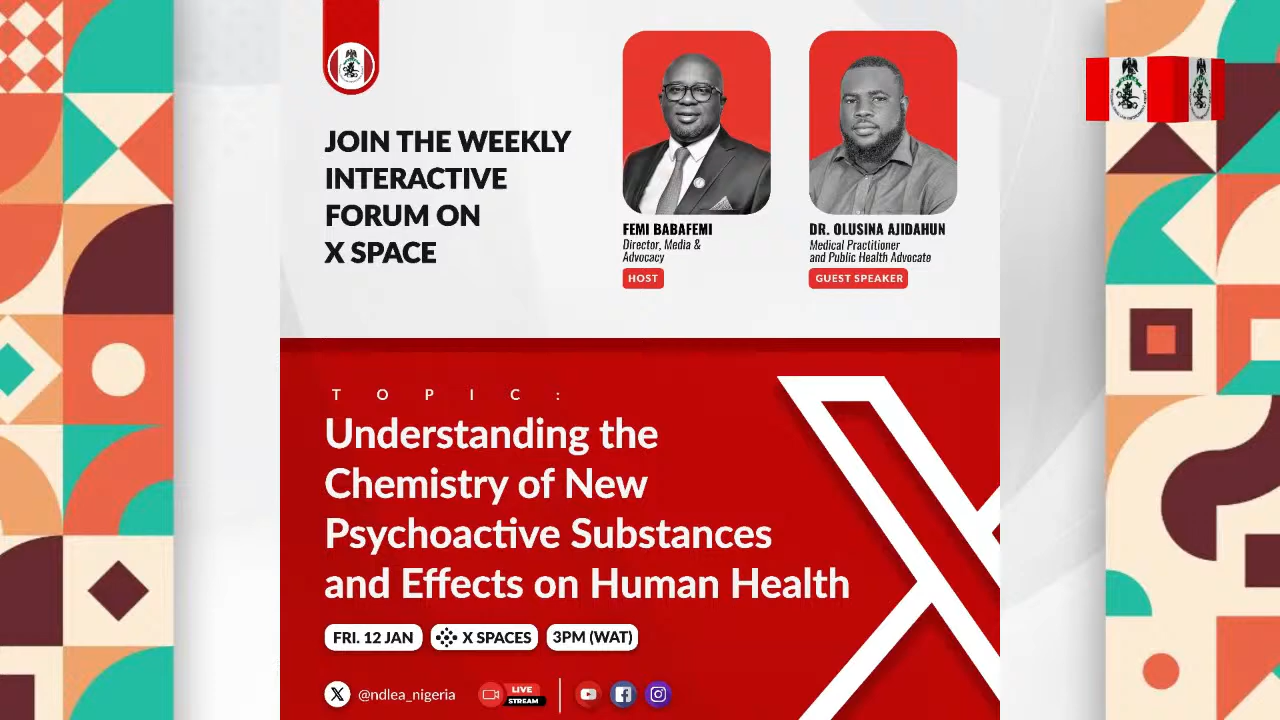 JOIN THE WEEKLY
INTERACTIVE
FORUM ON
X SPACE
FEMI BABAFEMI
Director, Media &
Advocacy
HOST
DR. OLUSINA AJIDAHUN
Medical Practitioner
and Public Health Advocate
GUEST SPEAKER
TOPIC:
Understanding the
Chemistry of New
Psychoactive Substances
and Effects on Human Health
FRI. 12 JAN
X SPACES
3PM (WAT)
@ndlea_nigeria
LIVE
STREAM